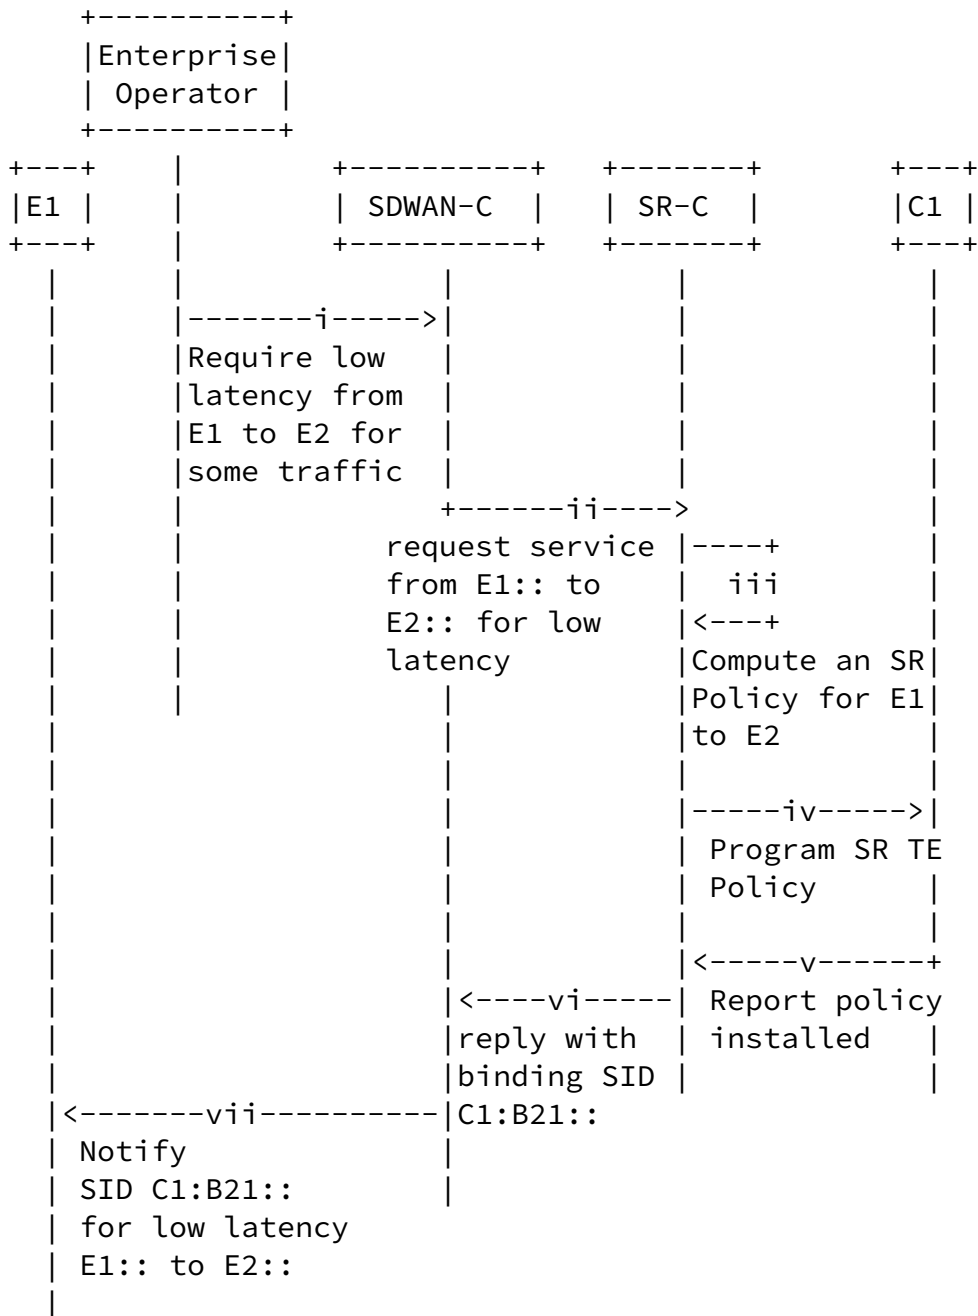 +----------+
     |Enterprise|
     | Operator |
     +----------+
+---+     |         +----------+   +-------+       +---+
|E1 |     |         | SDWAN-C  |   | SR-C  |       |C1 |
+---+     |         +----------+   +-------+       +---+
  |       |              |            |              |
  |       |-------i----->|            |              |
  |       |Require low   |            |              |
  |       |latency from  |            |              |
  |       |E1 to E2 for  |            |              |
  |       |some traffic  |            |              |
  |       |              +------ii---->              |
  |       |           request service |----+         |
  |       |           from E1:: to    |  iii         |
  |       |           E2:: for low    |<---+         |
  |       |           latency         |Compute an SR|
  |       |              |            |Policy for E1|
  |                      |            |to E2         |
  |                      |            |              |
  |                      |            |-----iv----->|
  |                      |            | Program SR TE
  |                      |            | Policy       |
  |                      |            |              |
  |                      |            |<-----v------+
  |                      |<----vi-----| Report policy
  |                      |reply with  | installed    |
  |                      |binding SID |              |
  |<-------vii----------|C1:B21::
  | Notify               |
  | SID C1:B21::         |
  | for low latency
  | E1:: to E2::
  |